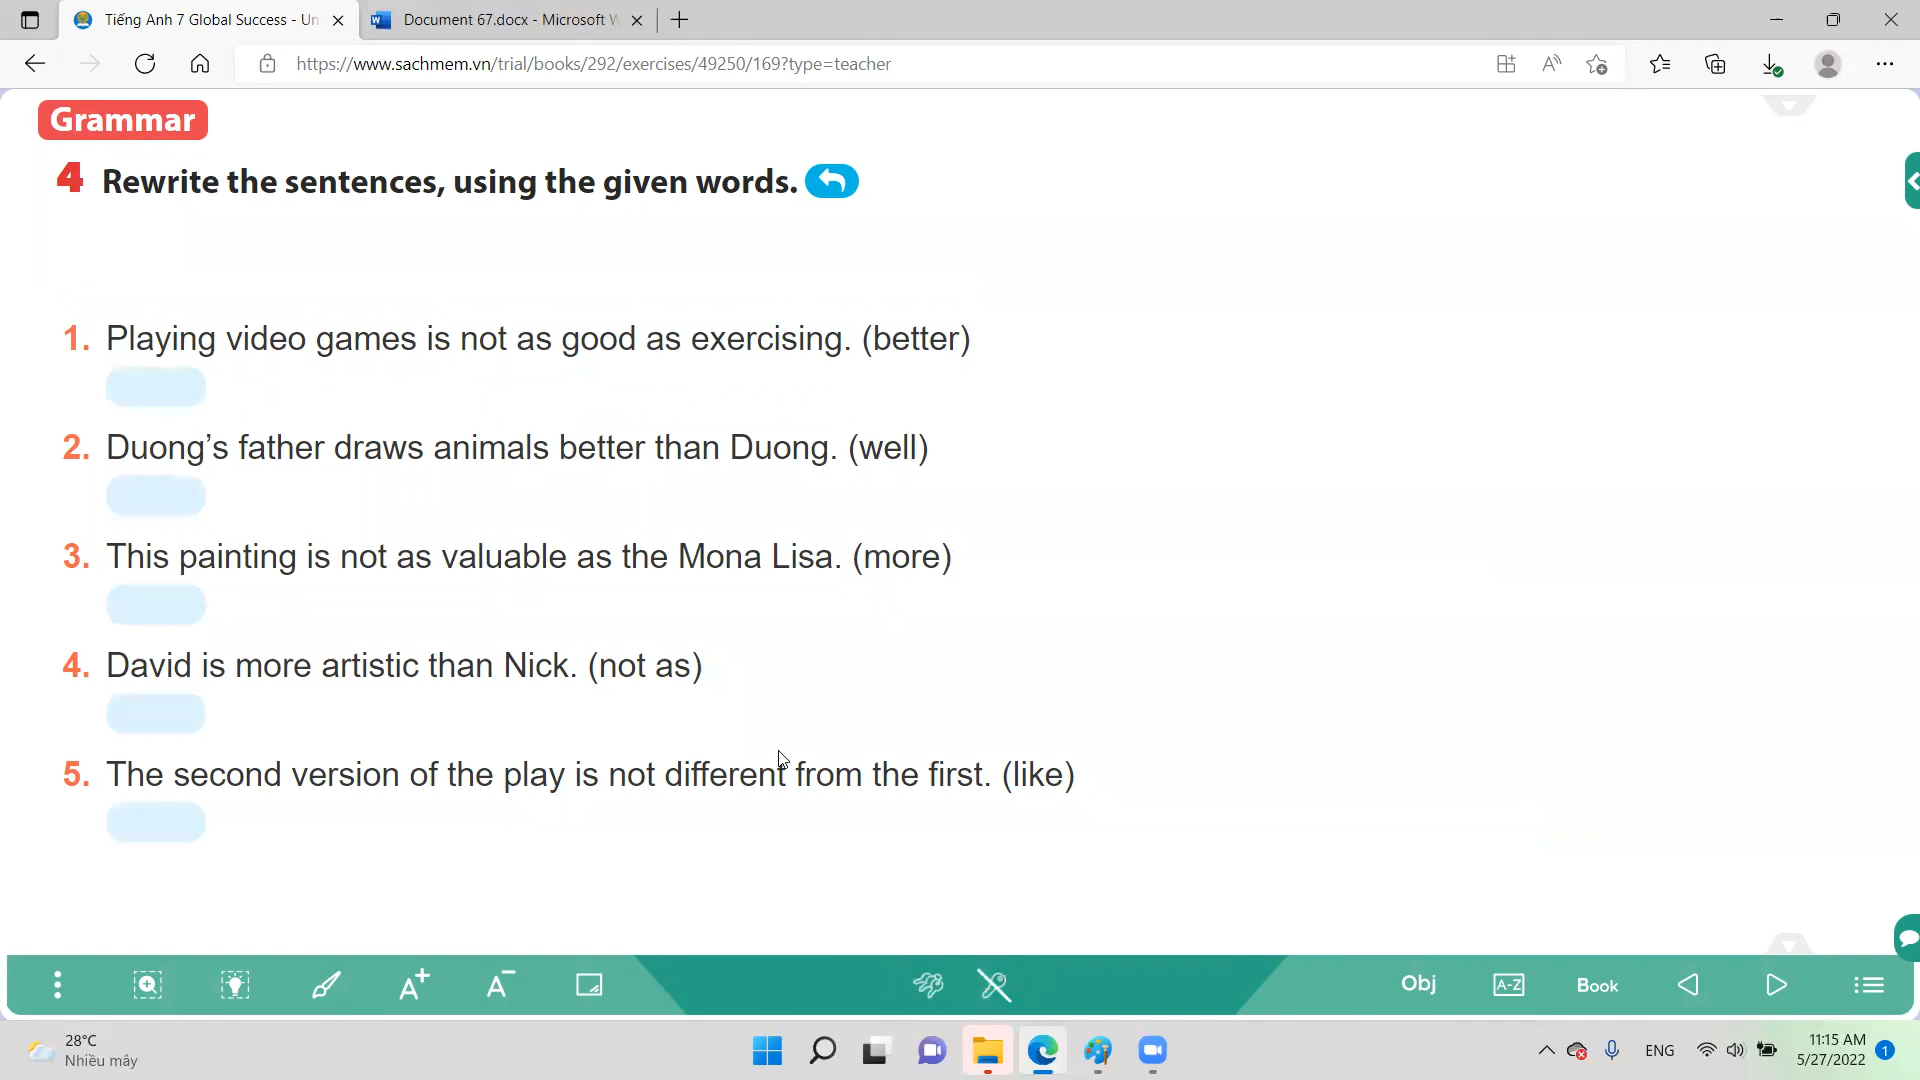 Tiếng Anh 7 Global Success - Un
Document 67.docx - Microsoft W
https://www.sachmem.vn/trial/books/292/exercises/49250/169?type=teacher
Grammar
4 Rewrite the sentences, using the given words.
1. Playing video games is not as good as exercising. (better)
2. Duong’s father draws animals better than Duong. (well)
3. This painting is not as valuable as the Mona Lisa. (more)
4. David is more artistic than Nick. (not as)
5. The second version of the play is not different from the first. (like)
A+ A- Obj A-Z Book
28°C
Nhiều mây
ENG
11:15 AM
5/27/2022
1